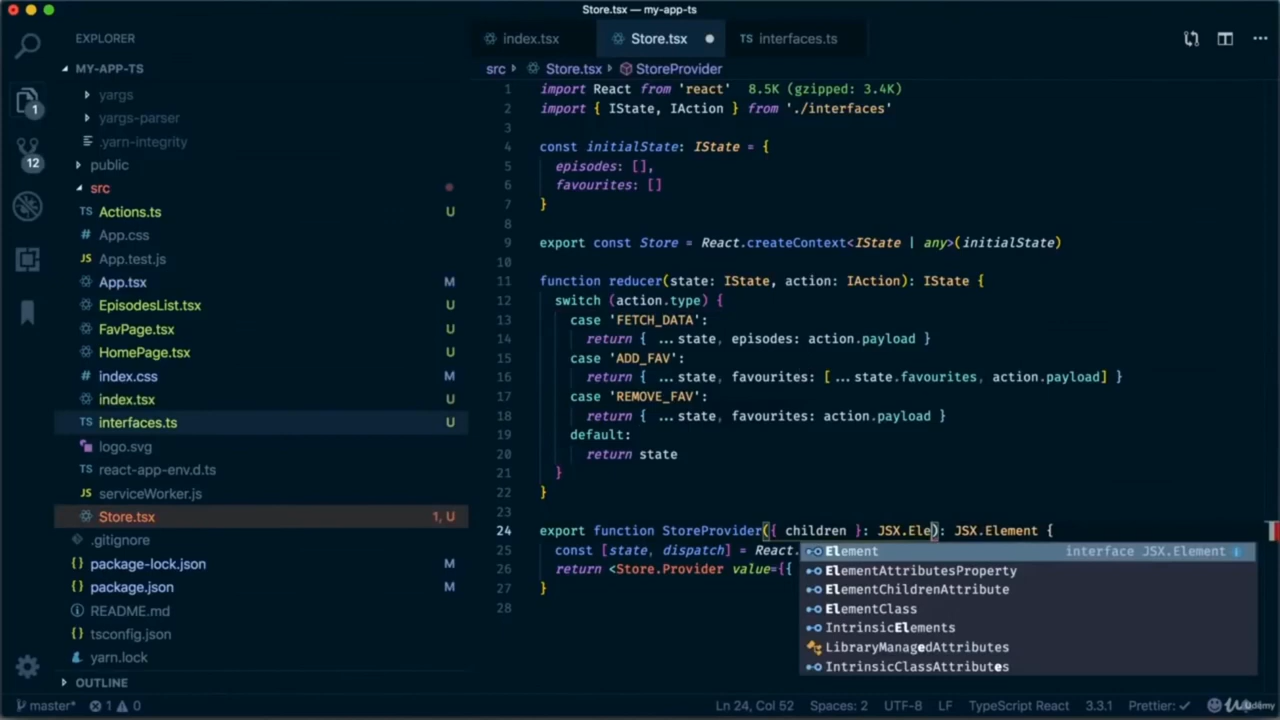 Store.tsx — my-app-ts
EXPLORER
MY-APP-TS
yargs
yargs-parser
.yarn-integrity
public
src
TS Actions.ts U
# App.css
JS App.test.js
App.tsx M
EpisodesList.tsx U
FavPage.tsx U
HomePage.tsx U
# index.css M
index.tsx U
TS interfaces.ts U
logo.svg
TS react-app-env.d.ts
JS serviceWorker.js
Store.tsx 1, U
.gitignore
{} package-lock.json M
{} package.json M
README.md
{} tsconfig.json
yarn.lock
OUTLINE
1
12
index.tsx Store.tsx TS interfaces.ts
src Store.tsx StoreProvider
1 import React from 'react' 8.5K (gzipped: 3.4K)
2 import { IState, IAction } from './interfaces'
3
4 const initialState: IState = {
5 episodes: [],
6 favourites: []
7 }
8
9 export const Store = React.createContext<IState | any>(initialState)
10
11 function reducer(state: IState, action: IAction): IState {
12 switch (action.type) {
13 case 'FETCH_DATA':
14 return { ...state, episodes: action.payload }
15 case 'ADD_FAV':
16 return { ...state, favourites: [...state.favourites, action.payload] }
17 case 'REMOVE_FAV':
18 return { ...state, favourites: action.payload }
19 default:
20 return state
21 }
22 }
23
24 export function StoreProvider({ children }: JSX.Ele): JSX.Element {
25 const [state, dispatch] = React.
26 return <Store.Provider value={{
27 }
28
Element interface JSX.Element
ElementAttributesProperty
ElementChildrenAttribute
ElementClass
IntrinsicElements
LibraryManagedAttributes
IntrinsicClassAttributes
master* 1 0 Ln 24, Col 52 Spaces: 2 UTF-8 LF TypeScript React 3.3.1 Prettier: ✓
Udemy